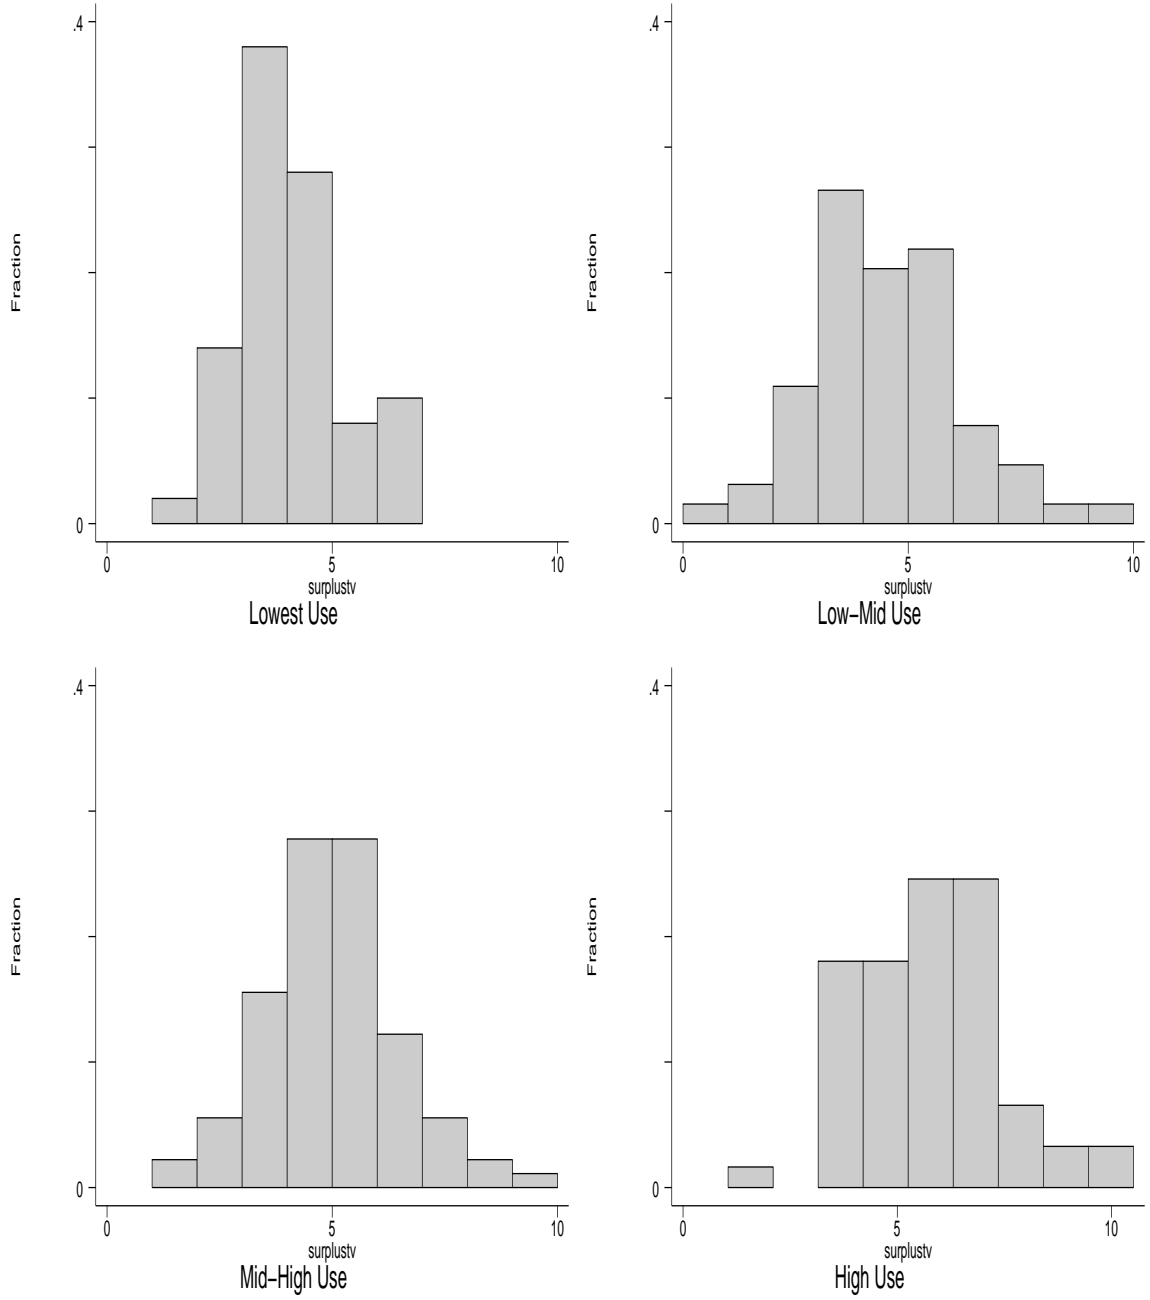 .4
Fraction
0
0 5 10
surplustv
Lowest Use
.4
Fraction
0
0 5 10
surplustv
Low-Mid Use
.4
Fraction
0
0 5 10
surplustv
Mid-High Use
.4
Fraction
0
0 5 10
surplustv
High Use